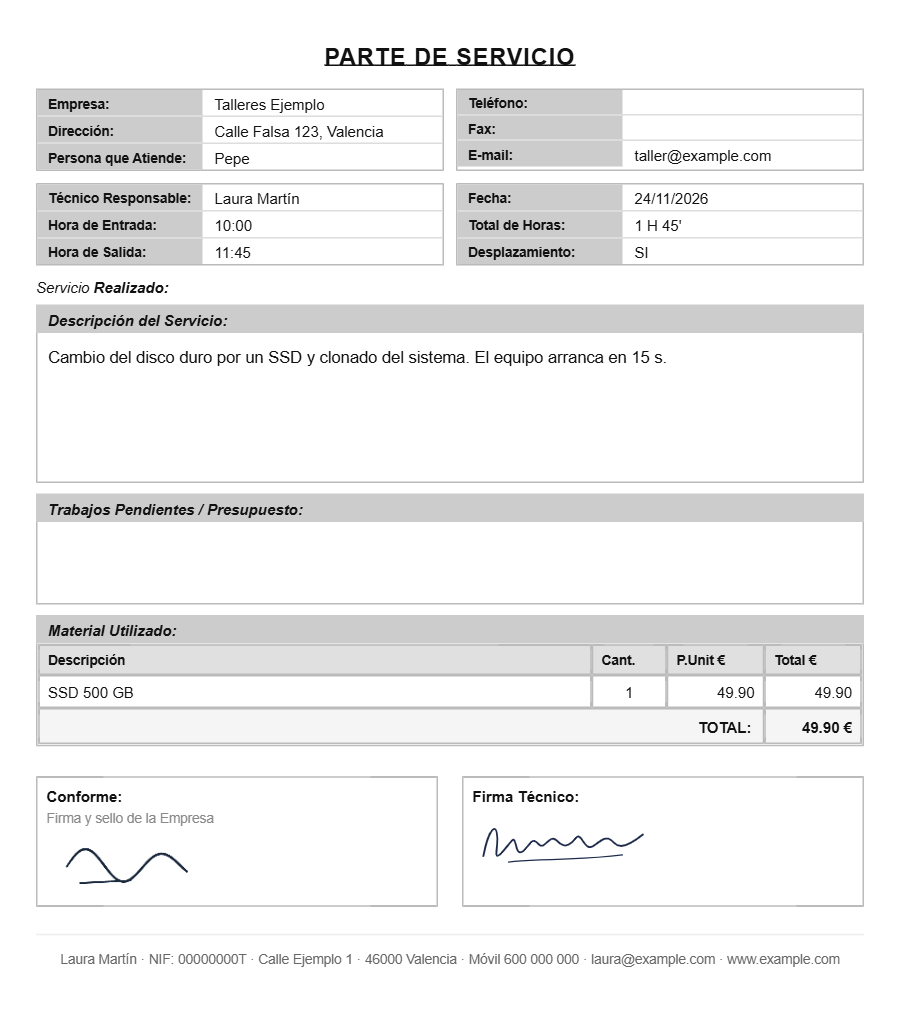 PARTE DE SERVICIO
Empresa: Talleres Ejemplo
Dirección: Calle Falsa 123, Valencia
Persona que Atiende: Pepe
Teléfono:
Fax:
E-mail: taller@example.com
Técnico Responsable: Laura Martín
Hora de Entrada: 10:00
Hora de Salida: 11:45
Fecha: 24/11/2026
Total de Horas: 1 H 45'
Desplazamiento: SI
Servicio Realizado:
Descripción del Servicio:
Cambio del disco duro por un SSD y clonado del sistema. El equipo arranca en 15 s.
Trabajos Pendientes / Presupuesto:
Material Utilizado:
Descripción Cant. P.Unit € Total €
SSD 500 GB 1 49.90 49.90
TOTAL: 49.90 €
Conforme:
Firma y sello de la Empresa
Firma Técnico:
Laura Martín · NIF: 00000000T · Calle Ejemplo 1 · 46000 Valencia · Móvil 600 000 000 · laura@example.com · www.example.com